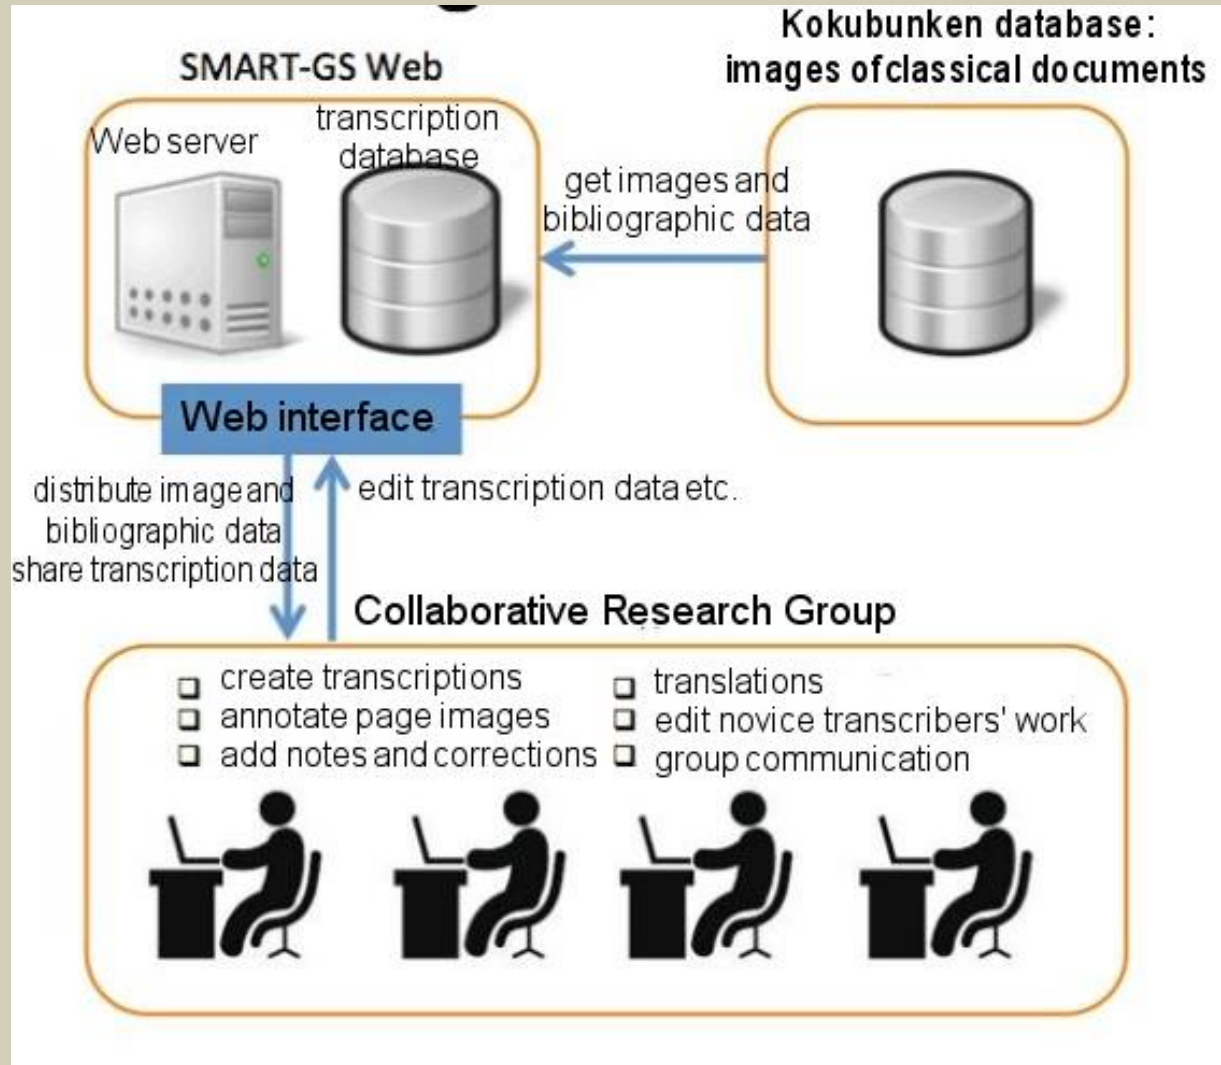 SMART-GS Web
Kokubunken database:
images of classical documents
Web server
transcription
database
get images and
bibliographic data
Web interface
distribute image and
bibliographic data
share transcription data
edit transcription data etc.
Collaborative Research Group
create transcriptions
annotate page images
add notes and corrections
translations
edit novice transcribers' work
group communication